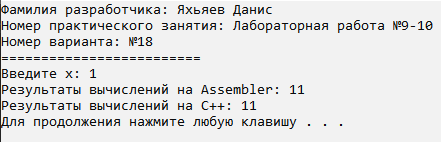 Фамилия разработчика: Яхьяев Данис
Номер практического занятия: Лабораторная работа №9-10
Номер варианта: №18
=========================
Введите x: 1
Результаты вычислений на Assembler: 11
Результаты вычислений на C++: 11
Для продолжения нажмите любую клавишу . . .